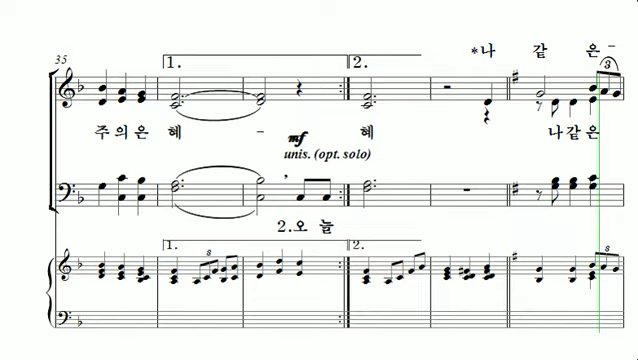 *나 같 은 -
35 1. 2. 3
주의은 혜 - 혜 나같은
mf
unis. (opt. solo)
2.오 늘
1. 8 2. 8 8